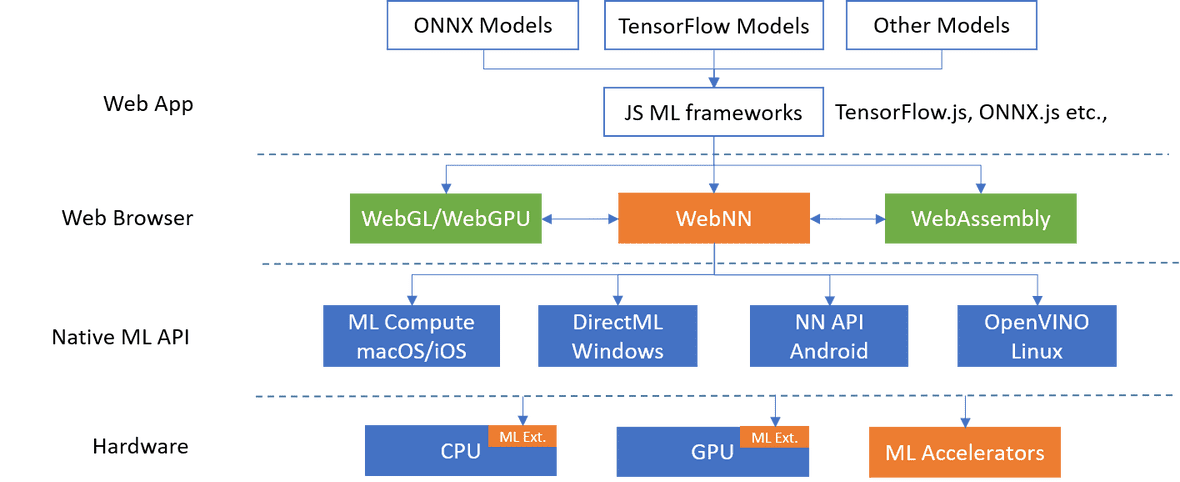 ONNX Models
TensorFlow Models
Other Models
Web App
JS ML frameworks
TensorFlow.js, ONNX.js etc.,
Web Browser
WebGL/WebGPU
WebNN
WebAssembly
Native ML API
ML Compute
macOS/iOS
DirectML
Windows
NN API
Android
OpenVINO
Linux
Hardware
CPU
ML Ext.
GPU
ML Ext.
ML Accelerators